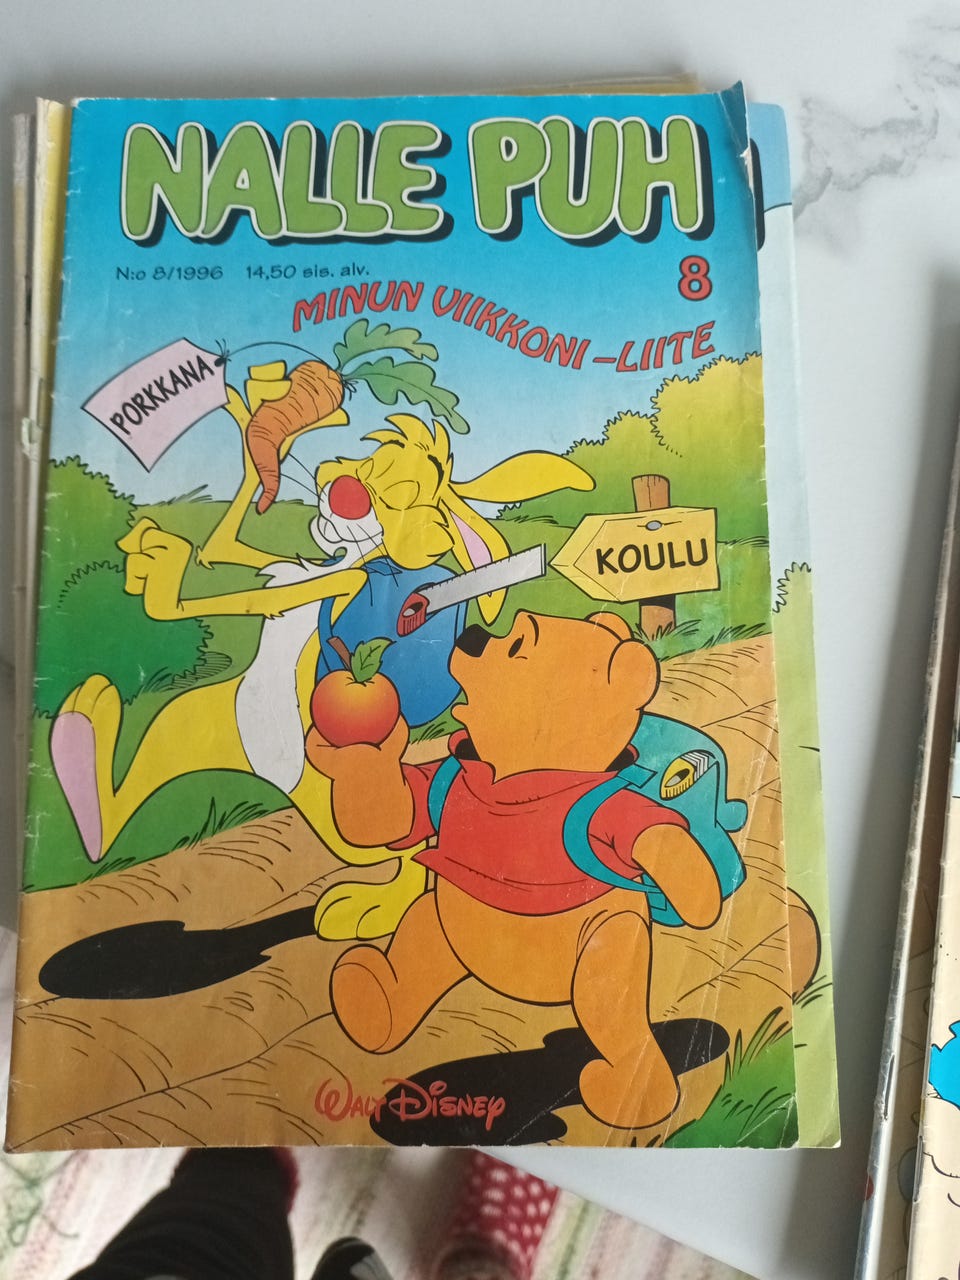 NALLE PUH
N:o 8/1996 14,50 sis. alv.
8
MINUN VIIKKONI –LIITE
PORKKANA
KOULU
WALT DISNEY